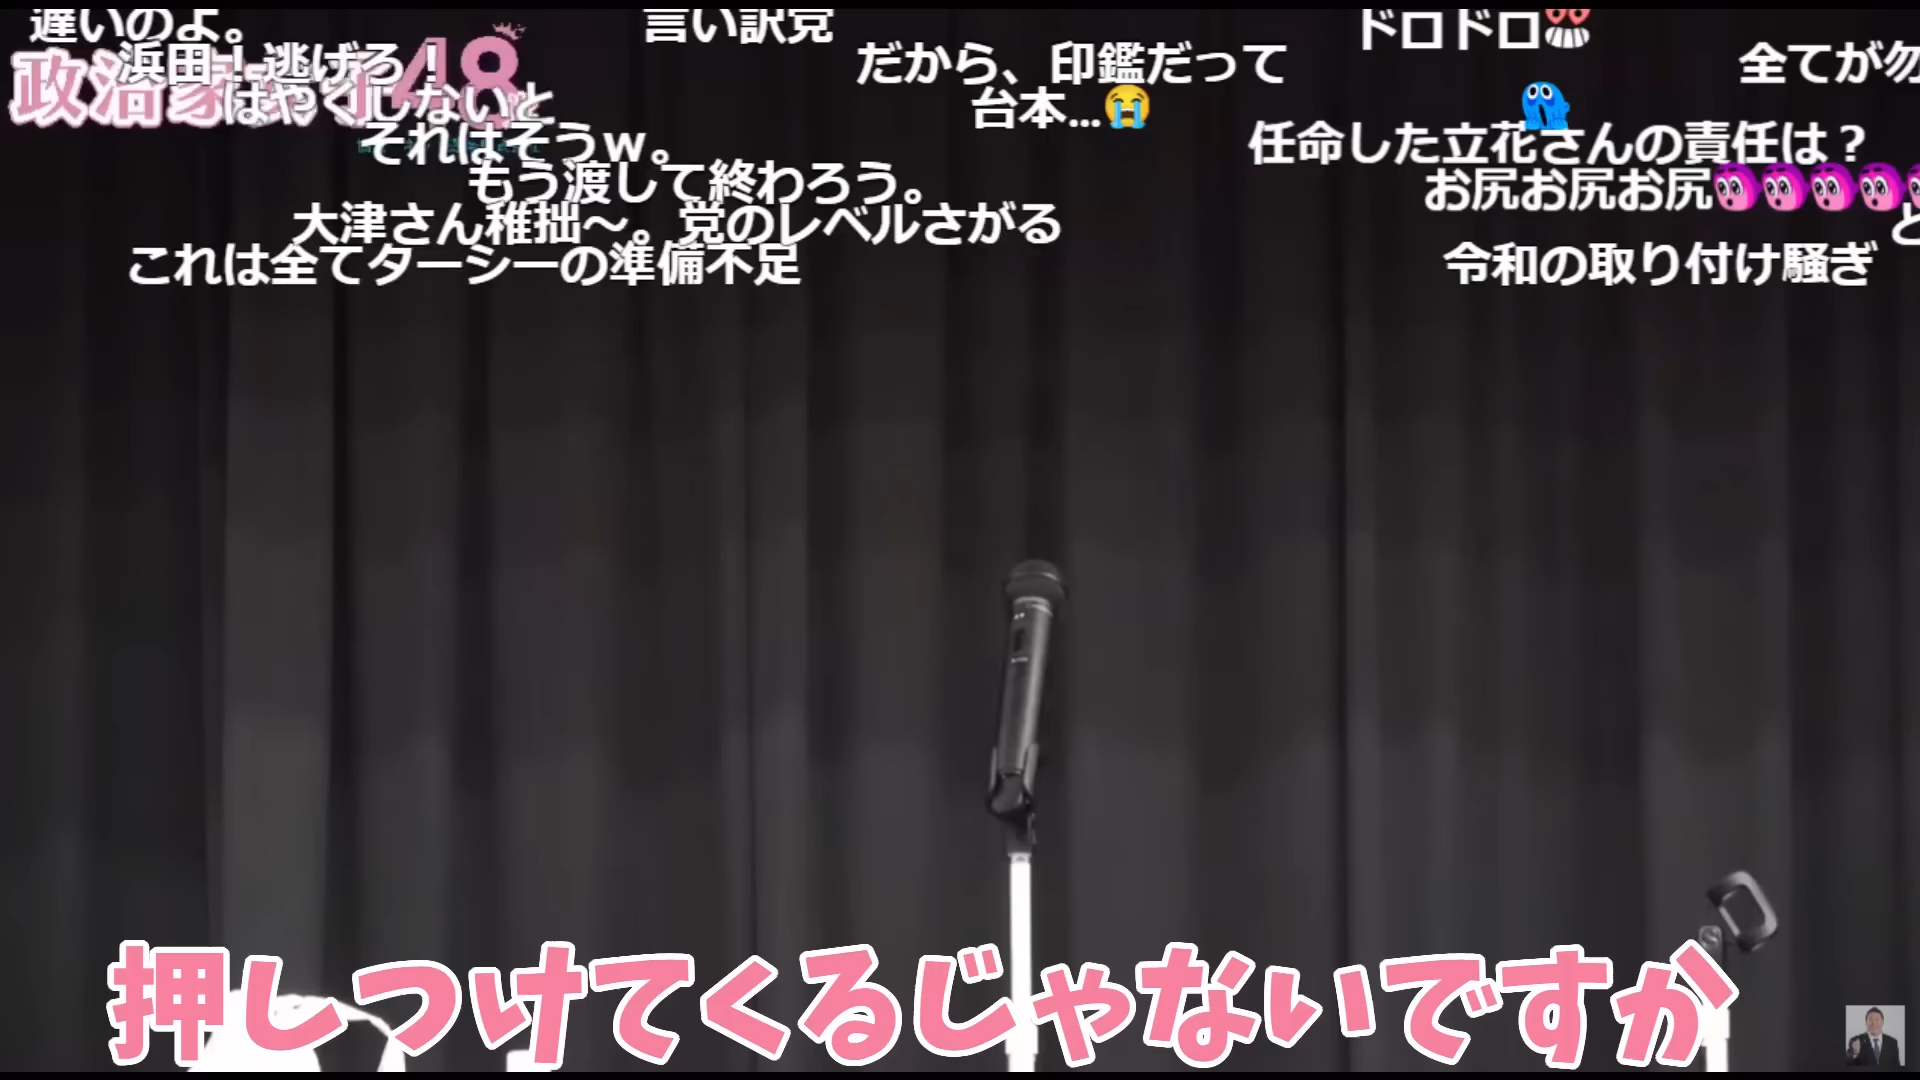 違いのよ。
言い訳党
ドロドロ
浜田！逃げろ！
だから、印鑑だって
全てが勿
政治家女子48
はやくしないと
台本...😭
それはそうｗ。
任命した立花さんの責任は？
もう渡して終わろう。
お尻お尻お尻
大津さん稚拙～。党のレベルさがる
と
これは全てターシーの準備不足
令和の取り付け騒ぎ
押しつけてくるじゃないですか